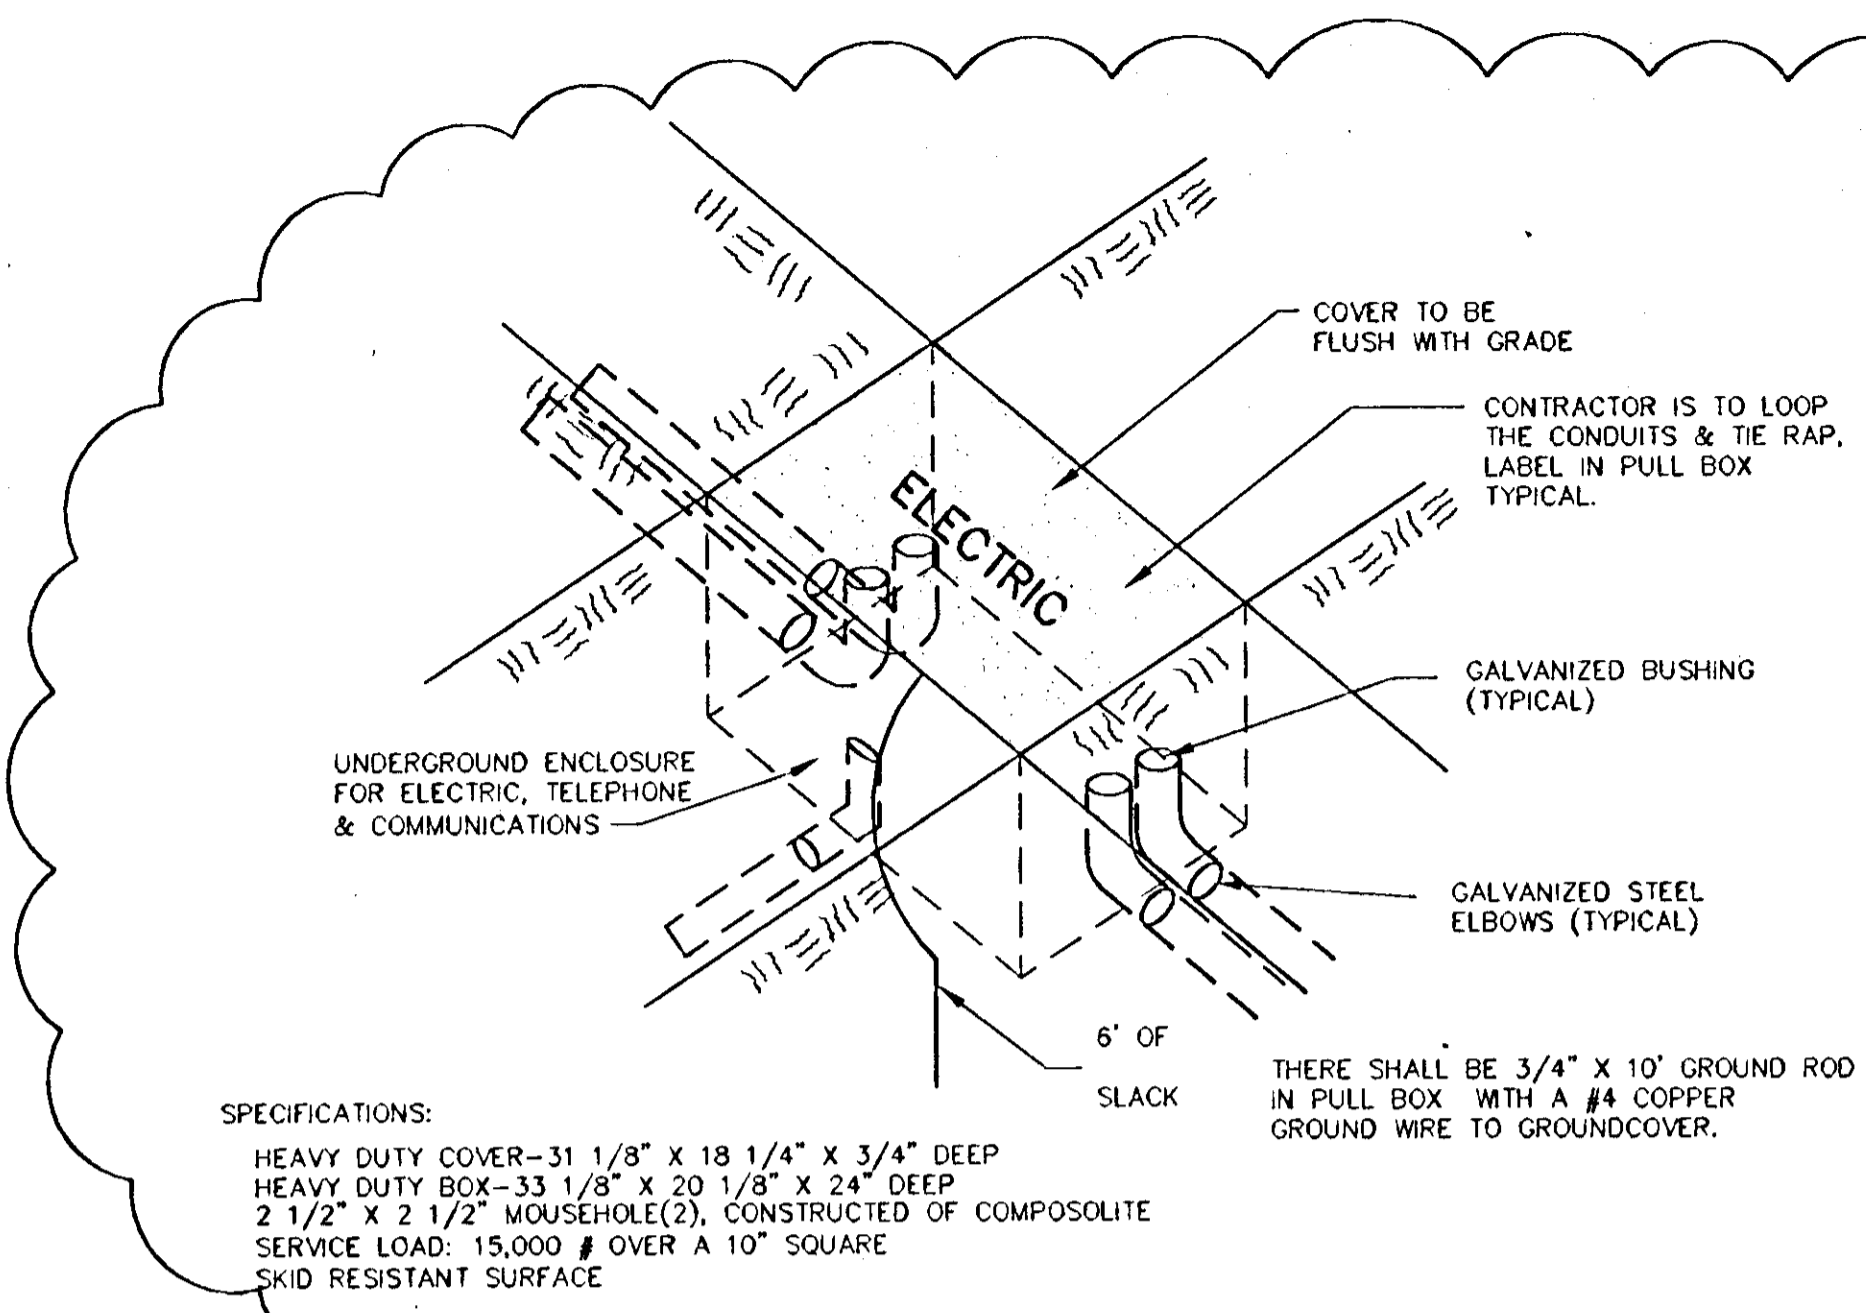 COVER TO BE
FLUSH WITH GRADE
CONTRACTOR IS TO LOOP
THE CONDUITS & TIE RAP,
LABEL IN PULL BOX
TYPICAL.
ELECTRIC
GALVANIZED BUSHING
(TYPICAL)
UNDERGROUND ENCLOSURE
FOR ELECTRIC, TELEPHONE
& COMMUNICATIONS
GALVANIZED STEEL
ELBOWS (TYPICAL)
6' OF
SLACK
THERE SHALL BE 3/4" X 10' GROUND ROD
IN PULL BOX WITH A #4 COPPER
GROUND WIRE TO GROUNDCOVER.
SPECIFICATIONS:
HEAVY DUTY COVER-31 1/8" X 18 1/4" X 3/4" DEEP
HEAVY DUTY BOX-33 1/8" X 20 1/8" X 24" DEEP
2 1/2" X 2 1/2" MOUSEHOLE(2), CONSTRUCTED OF COMPOSOLITE
SERVICE LOAD: 15,000 # OVER A 10" SQUARE
SKID RESISTANT SURFACE